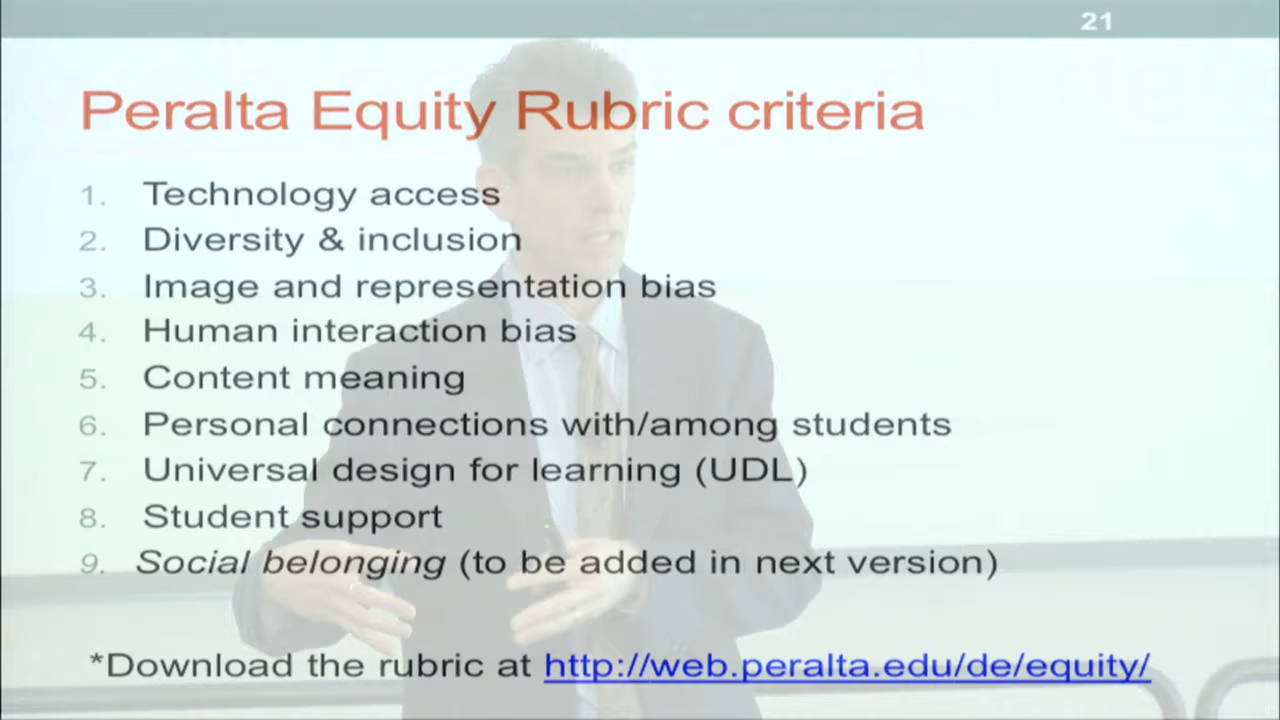 21
Peralta Equity Rubric criteria
1. Technology access
2. Diversity & inclusion
3. Image and representation bias
4. Human interaction bias
5. Content meaning
6. Personal connections with/among students
7. Universal design for learning (UDL)
8. Student support
9. Social belonging (to be added in next version)
*Download the rubric at http://web.peralta.edu/de/equity/